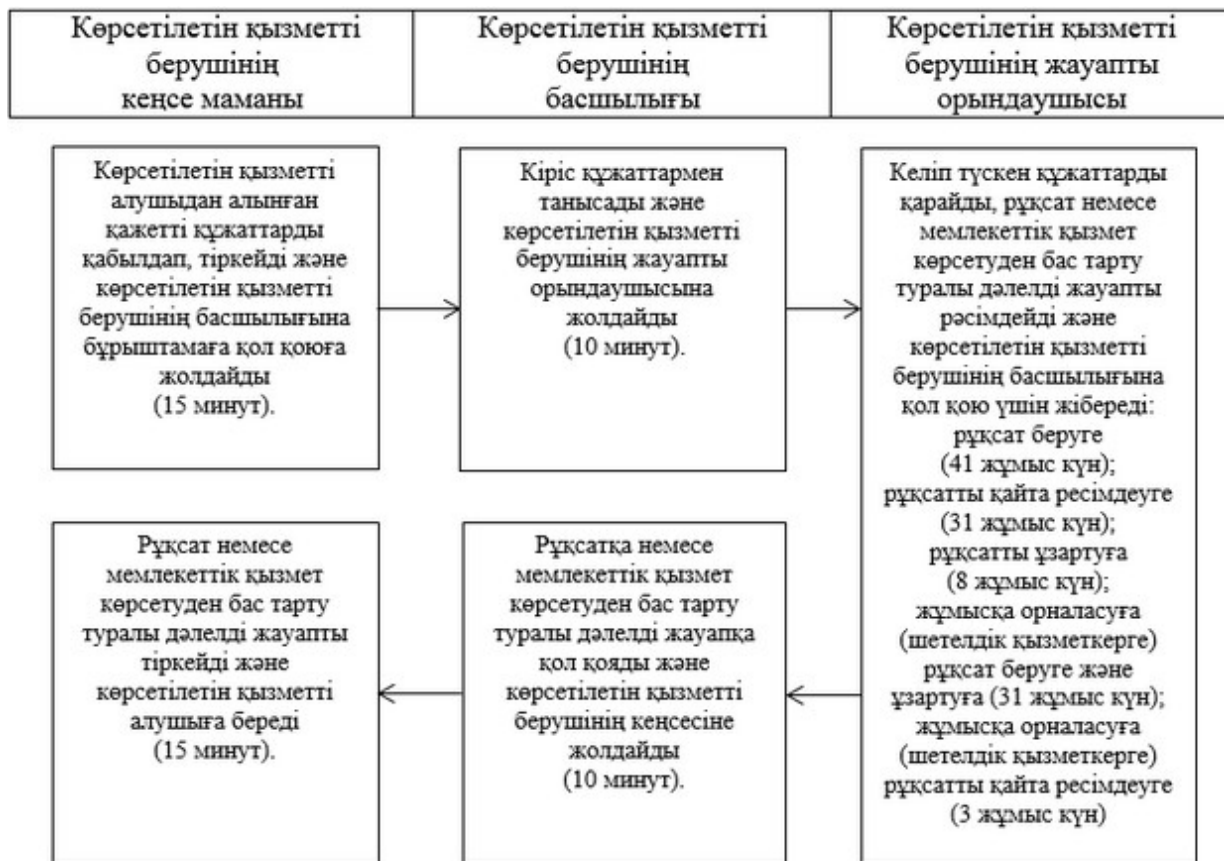 Көрсетілетін қызметті
берушінің
кеңсе маманы
Көрсетілетін қызметті
берушінің
басшылығы
Көрсетілетін қызметті
берушінің жауапты
орындаушысы
Көрсетілетін қызметті
алушыдан алынған
қажетті құжаттарды
қабылдап, тіркейді және
көрсетілетін қызметті
берушінің басшылығына
бұрыштамаға қол қоюға
жолдайды
(15 минут).
Кіріс құжаттармен
танысады және
көрсетілетін қызметті
берушінің жауапты
орындаушысына
жолдайды
(10 минут).
Келіп түскен құжаттарды
қарайды, рұқсат немесе
мемлекеттік қызмет
көрсетуден бас тарту
туралы дәлелді жауапты
рәсімдейді және
көрсетілетін қызметті
берушінің басшылығына
қол қою үшін жібереді:
рұқсат беруге
(41 жұмыс күн);
рұқсатты қайта ресімдеуге
(31 жұмыс күн);
рұқсатты ұзартуға
(8 жұмыс күн);
жұмысқа орналасуға
(шетелдік қызметкерге)
рұқсат беруге және
ұзартуға (31 жұмыс күн);
жұмысқа орналасуға
(шетелдік қызметкерге)
рұқсатты қайта ресімдеуге
(3 жұмыс күн)
Рұқсатқа немесе
мемлекеттік қызмет
көрсетуден бас тарту
туралы дәлелді жауапқа
қол қояды және
көрсетілетін қызметті
берушінің кеңсесіне
жолдайды
(10 минут).
Рұқсат немесе
мемлекеттік қызмет
көрсетуден бас тарту
туралы дәлелді жауапты
тіркейді және
көрсетілетін қызметті
алушыға береді
(15 минут).